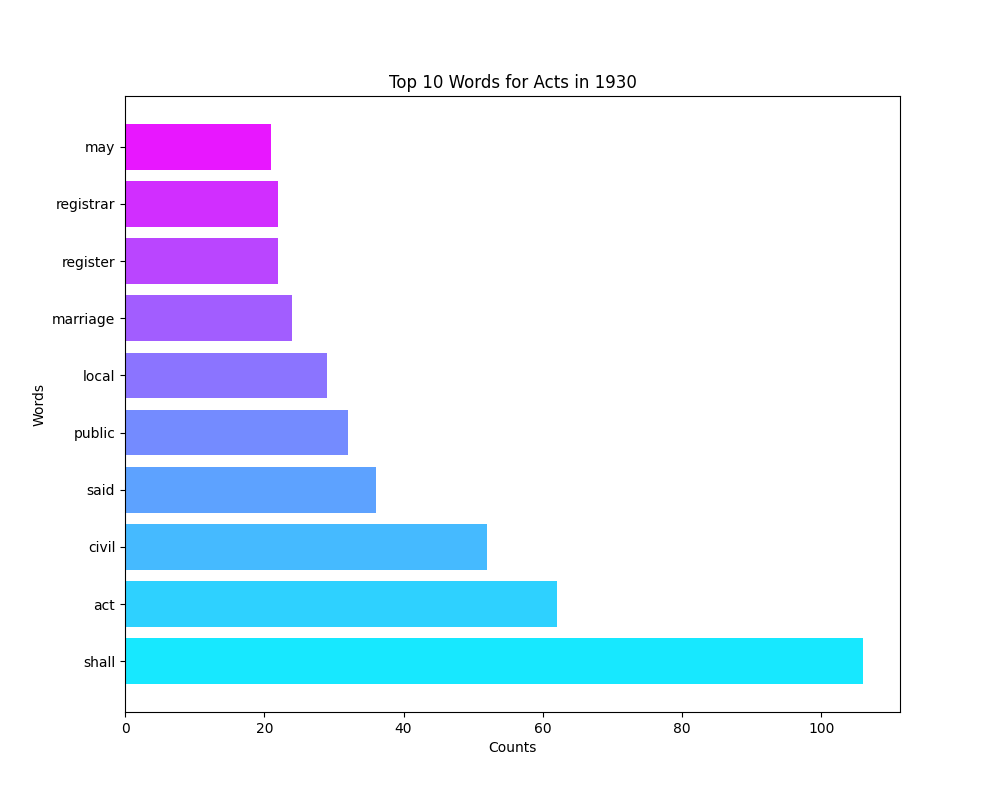 Top 10 Words for Acts in 1930
may
registrar
register
marriage
local
public
said
civil
act
shall
Words
0 20 40 60 80 100
Counts